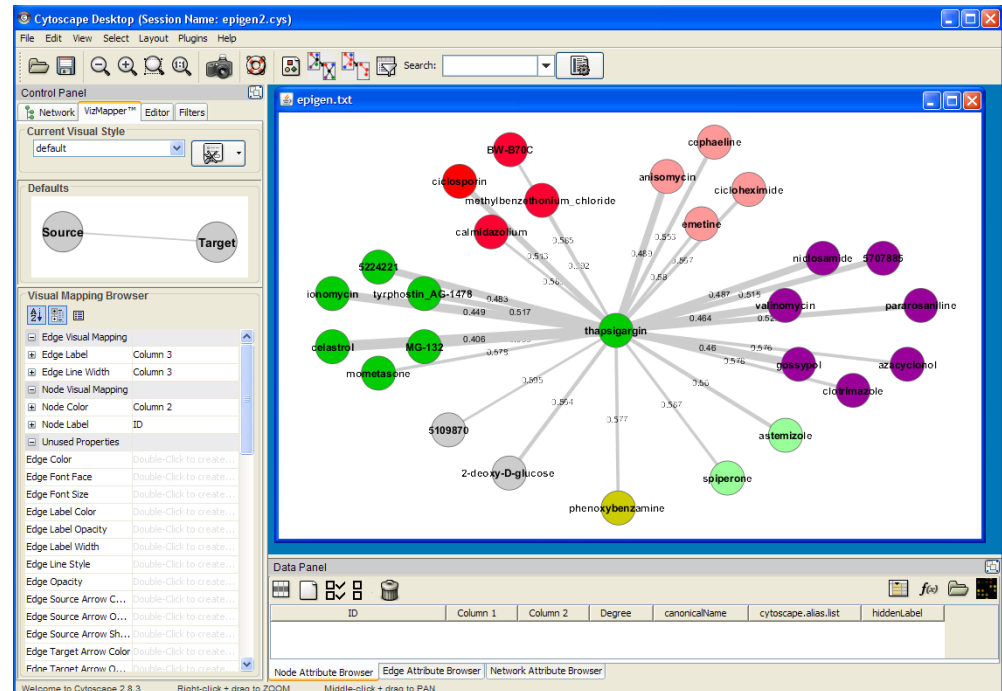 Cytoscape Desktop (Session Name: epigen2.cys)
File Edit View Select Layout Plugins Help
Search:
Control Panel
Network VizMapper™ Editor Filters
Current Visual Style
default
Defaults
Source
Target
Visual Mapping Browser
Edge Visual Mapping
Edge Label Column 3
Edge Line Width Column 3
Node Visual Mapping
Node Color Column 2
Node Label ID
Unused Properties
Edge Color Double-Click to create...
Edge Font Face Double-Click to create...
Edge Font Size Double-Click to create...
Edge Label Color Double-Click to create...
Edge Label Opacity Double-Click to create...
Edge Label Width Double-Click to create...
Edge Line Style Double-Click to create...
Edge Opacity Double-Click to create...
Edge Source Arrow C... Double-Click to create...
Edge Source Arrow O... Double-Click to create...
Edge Source Arrow Sh... Double-Click to create...
Edge Target Arrow Color Double-Click to create...
Edge Target Arrow O... Double-Click to create...
epigen.txt
cephaeline
BW-B70C
anisomycin
ciclosporin
cicloheximide
methylbenzethonium_chloride
emetine
calmidazolium
0.565
0.553
0.489
0.513
0.557
niclosamide
5707885
5224221
0.58
ionomycin
tyrphostin_AG-1478
0.483
0.487
0.515
valinomycin
pararosaniline
0.449
0.517
0.464
thapsigargin
celastrol
MG-132
0.406
0.578
0.46
0.576
0.576
gossypol
azacyclonol
mometasone
clotrimazole
0.595
0.564
0.577
0.587
0.56
5109870
astemizole
2-deoxy-D-glucose
spiperone
phenoxybenzamine
Data Panel
f(x)
ID Column 1 Column 2 Degree canonicalName cytoscape.alias.list hiddenLabel
Node Attribute Browser Edge Attribute Browser Network Attribute Browser
Welcome to Cytoscape 2.8.3 Right-click + drag to ZOOM Middle-click + drag to PAN